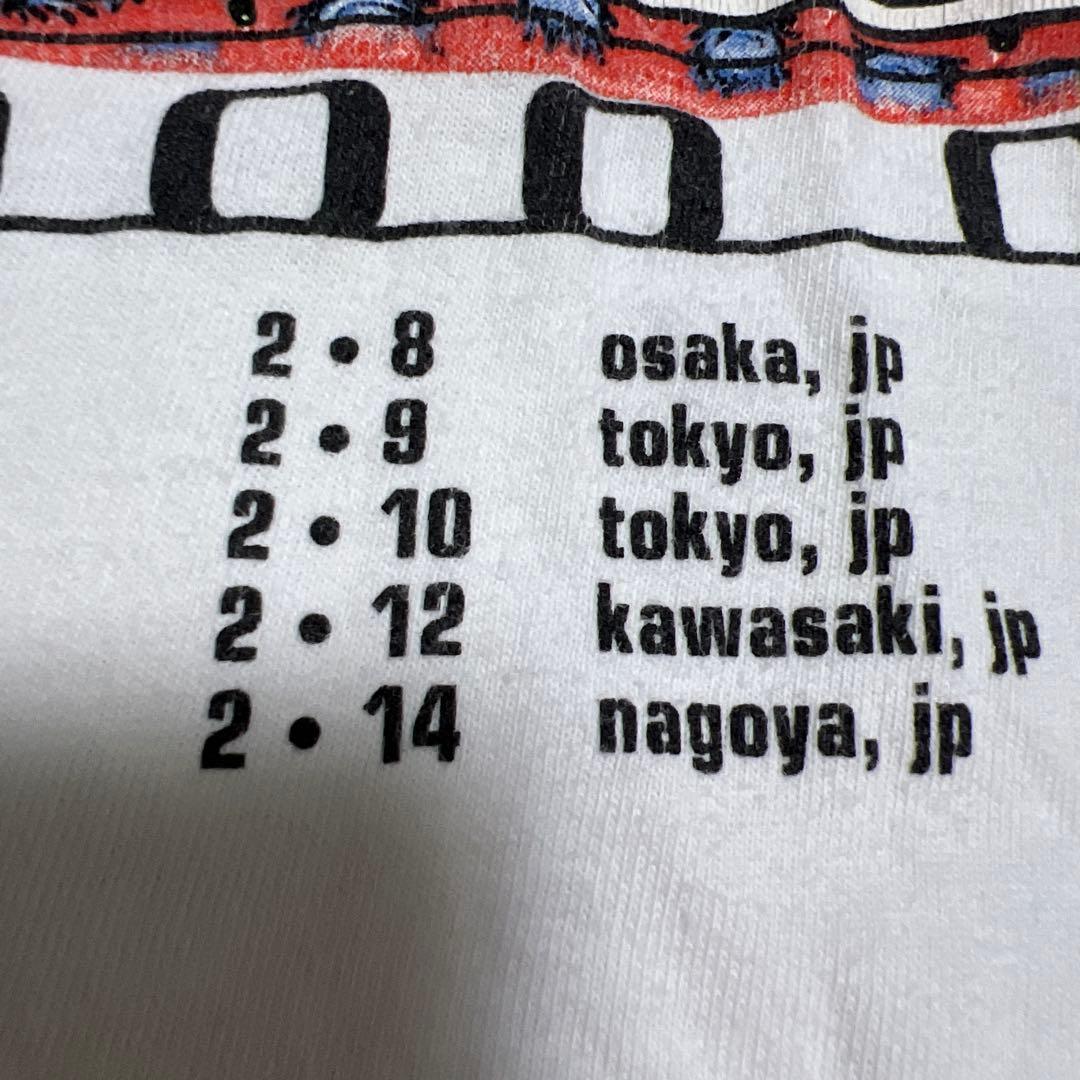 2 • 8 osaka, jp
2 • 9 tokyo, jp
2 • 10 tokyo, jp
2 • 12 kawasaki, jp
2 • 14 nagoya, jp